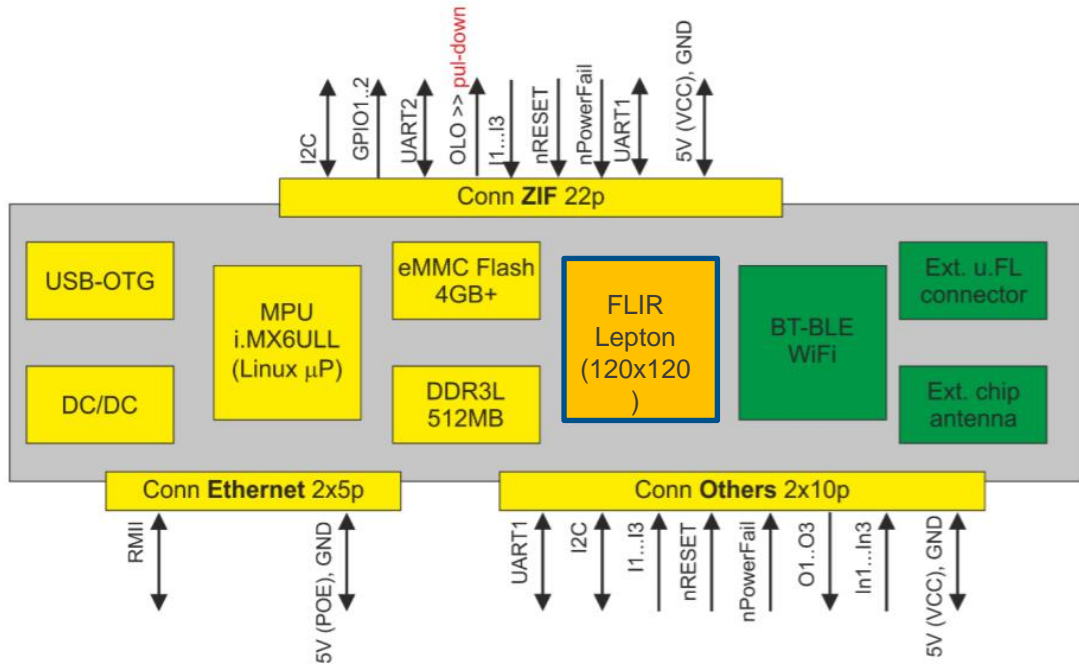 I2C
GPIO1..2
UART2
OLO >> pul-down
I1...I3
nRESET
nPowerFail
UART1
5V (VCC), GND
Conn ZIF 22p
USB-OTG
MPU
i.MX6ULL
(Linux µP)
eMMC Flash
4GB+
FLIR
Lepton
(120x120
)
BT-BLE
WiFi
Ext. u.FL
connector
DC/DC
DDR3L
512MB
Ext. chip
antenna
Conn Ethernet 2x5p
Conn Others 2x10p
RMII
5V (POE), GND
UART1
I2C
I1...I3
nRESET
nPowerFail
O1..O3
In1...In3
5V (VCC), GND